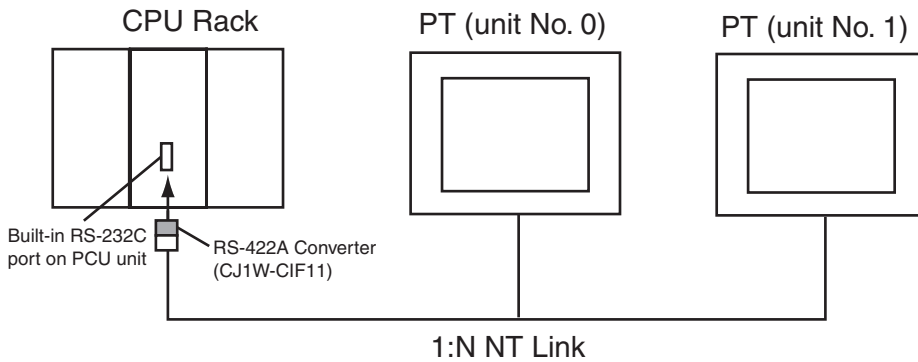 CPU Rack
PT (unit No. 0)
PT (unit No. 1)
Built-in RS-232C
port on PCU unit
RS-422A Converter
(CJ1W-CIF11)
1:N NT Link